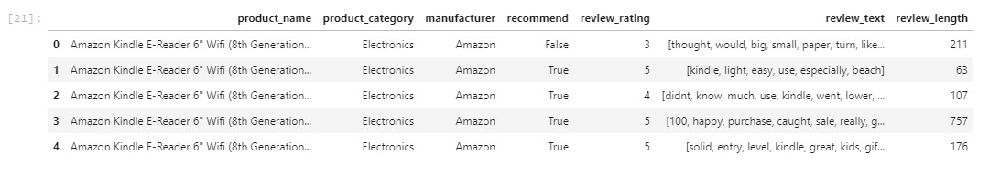 [21]:
product_name product_category manufacturer recommend review_rating review_text review_length
0 Amazon Kindle E-Reader 6" Wifi (8th Generation... Electronics Amazon False 3 [thought, would, big, small, paper, turn, like... 211
1 Amazon Kindle E-Reader 6" Wifi (8th Generation... Electronics Amazon True 5 [kindle, light, easy, use, especially, beach] 63
2 Amazon Kindle E-Reader 6" Wifi (8th Generation... Electronics Amazon True 4 [didnt, know, much, use, kindle, went, lower, ... 107
3 Amazon Kindle E-Reader 6" Wifi (8th Generation... Electronics Amazon True 5 [100, happy, purchase, caught, sale, really, g... 757
4 Amazon Kindle E-Reader 6" Wifi (8th Generation... Electronics Amazon True 5 [solid, entry, level, kindle, great, kids, gif... 176